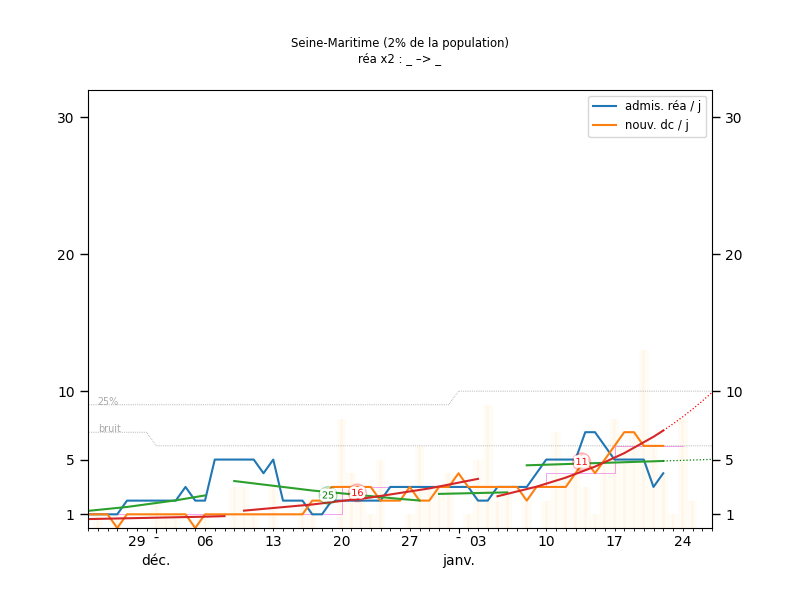 Seine-Maritime (2% de la population)
réa x2 : _ –> _
admis. réa / j
nouv. dc / j
30 30
20 20
10 10
25%
bruit
5 5
11
25 16
1 1
29 - 06 13 20 27 - 03 10 17 24
déc. janv.